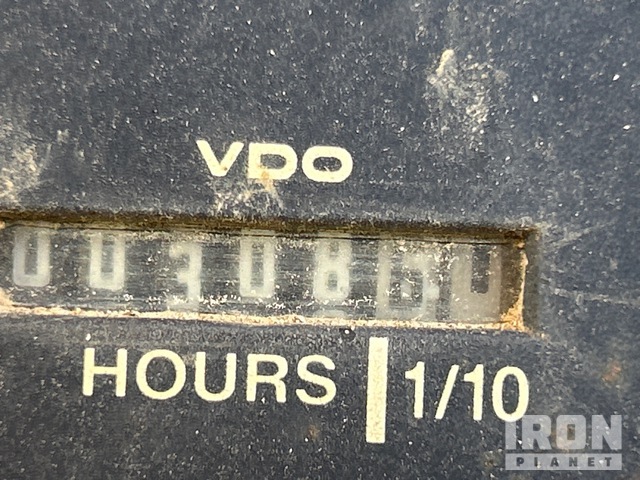 VDO
HOURS 1/10
IRON
PLANET